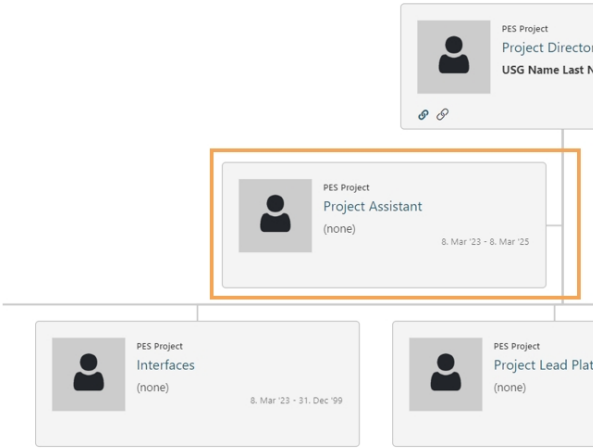 PES Project
Project Director
USG Name Last
PES Project
Project Assistant
(none)
8. Mar '23 - 8. Mar '25
PES Project
Interfaces
(none)
8. Mar '23 - 31. Dec '99
PES Project
Project Lead
(none)